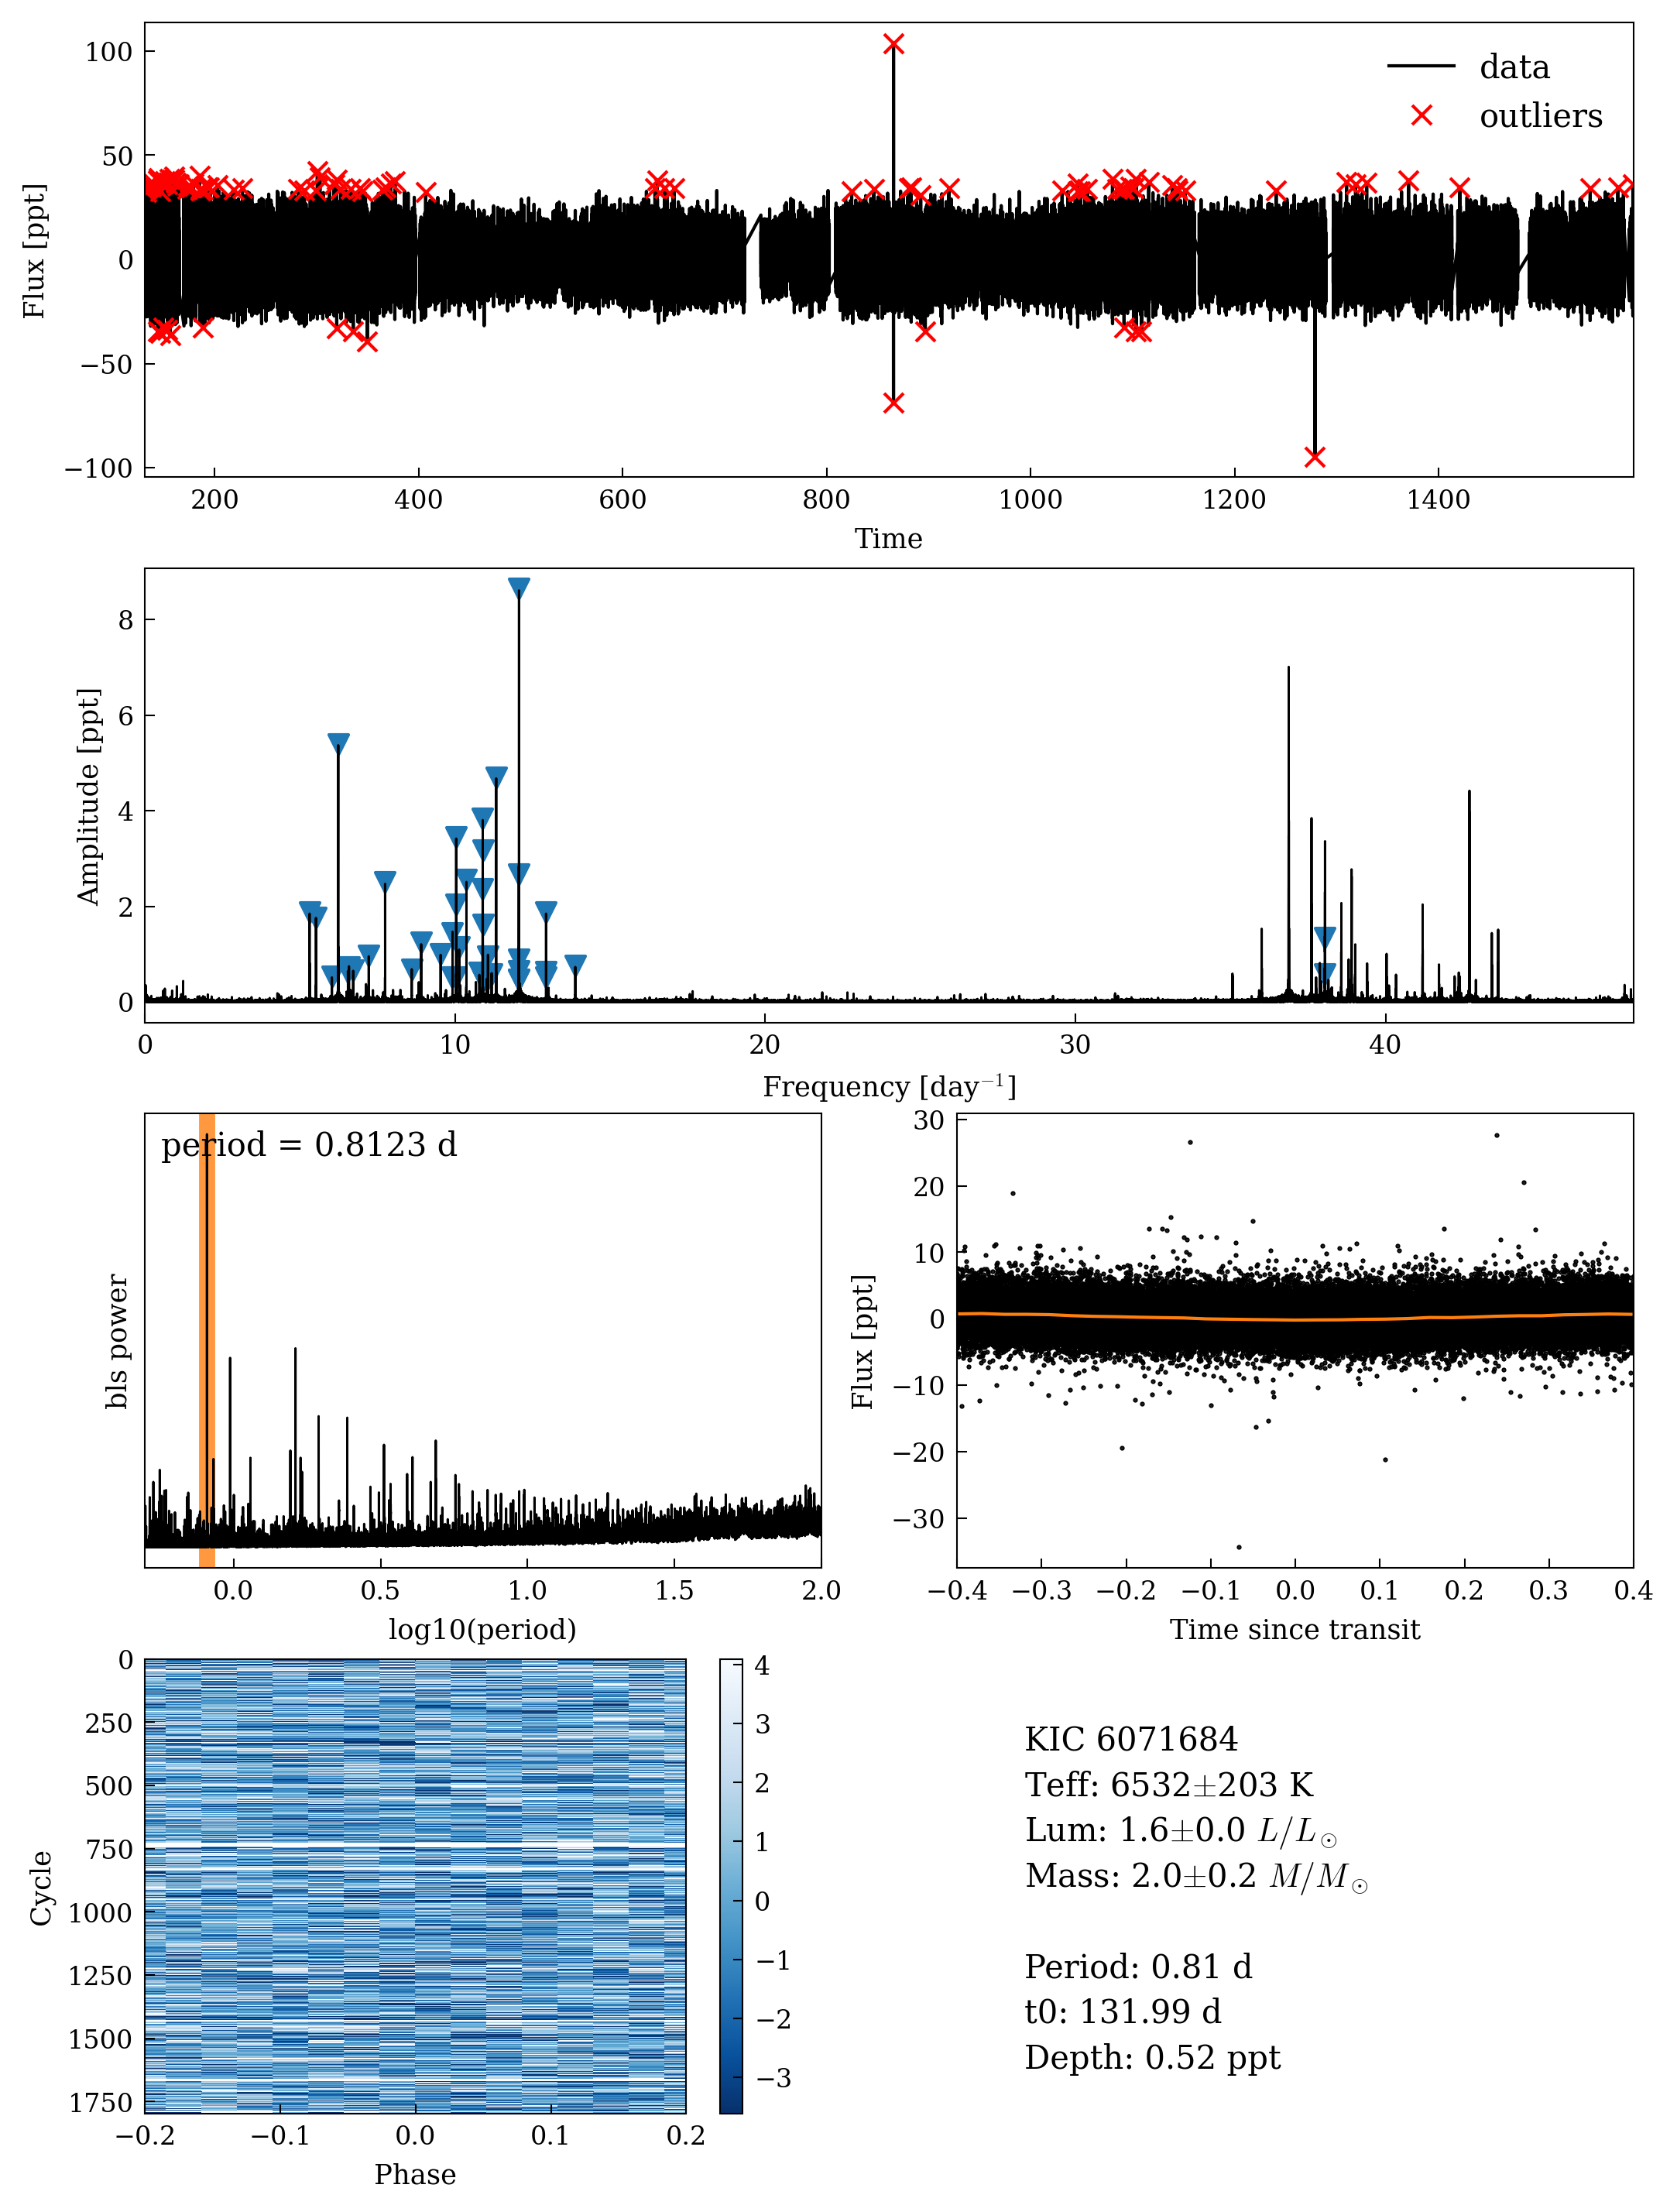 100
50
0
−50
−100
Flux [ppt]
data
outliers
200 400 600 800 1000 1200 1400
Time
8
6
4
2
0
Amplitude [ppt]
0 10 20 30 40
Frequency [day⁻¹]
period = 0.8123 d
bls power
0.0 0.5 1.0 1.5 2.0
log10(period)
30
20
10
0
−10
−20
−30
Flux [ppt]
−0.4 −0.3 −0.2 −0.1 0.0 0.1 0.2 0.3 0.4
Time since transit
0
250
500
750
1000
1250
1500
1750
Cycle
−0.2 −0.1 0.0 0.1 0.2
Phase
4
3
2
1
0
−1
−2
−3
KIC 6071684
Teff: 6532±203 K
Lum: 1.6±0.0 L/L⊙
Mass: 2.0±0.2 M/M⊙
Period: 0.81 d
t0: 131.99 d
Depth: 0.52 ppt